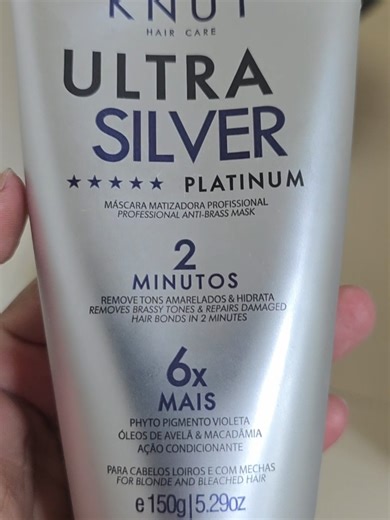 KNUT
HAIR CARE
ULTRA
SILVER
★★★★★ PLATINUM
MÁSCARA MATIZADORA PROFISSIONAL
PROFESSIONAL ANTI-BRASS MASK
2
MINUTOS
REMOVE TONS AMARELADOS & HIDRATA
REMOVES BRASSY TONES & REPAIRS DAMAGED
HAIR BONDS IN 2 MINUTES
6x
MAIS
PHYTO PIGMENTO VIOLETA
ÓLEOS DE AVELÃ & MACADÂMIA
AÇÃO CONDICIONANTE
PARA CABELOS LOIROS E COM MECHAS
FOR BLONDE AND BLEACHED HAIR
e 150g|5.29oz